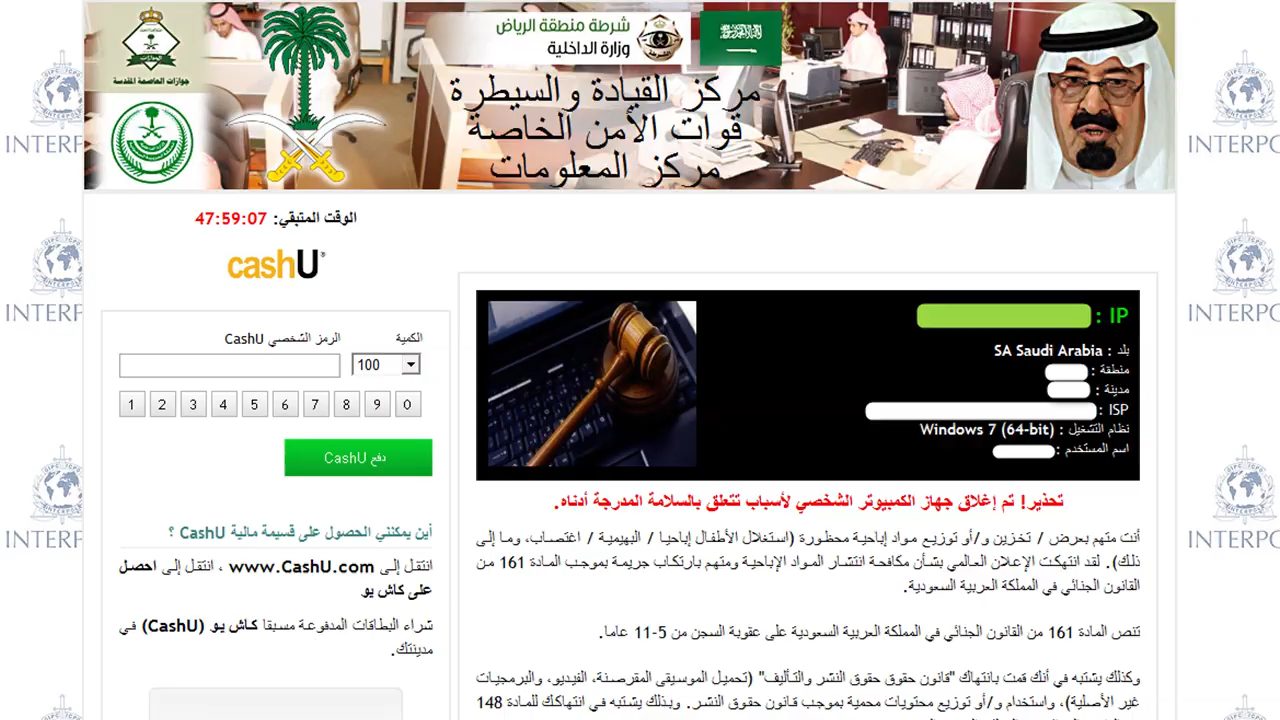 شرطة منطقة الرياض
وزارة الداخلية
جوازات العاصمة المقدسة
مركز القيادة والسيطرة
قوات الأمن الخاصة
مركز المعلومات
INTERPO
INTERPO
INTERPO
INTERP
INTERP
INTERP
الوقت المتبقي: 47:59:07
cashU
الكمية
الرمز الشخصي CashU
100
1 2 3 4 5 6 7 8 9 0
دفع CashU
أين يمكنني الحصول على قسيمة مالية CashU ؟
انتقل إلى www.CashU.com ، انتقل إلى احصل
على كاش يو
شراء البطاقات المدفوعة مسبقا كاش يو (CashU) في
مدينتك.
IP :
بلد : SA Saudi Arabia
منطقة :
مدينة :
ISP :
نظام التشغيل : Windows 7 (64-bit)
اسم المستخدم :
تحذير! تم إغلاق جهاز الكمبيوتر الشخصي لأسباب تتعلق بالسلامة المدرجة أدناه.
أنت متهم بعرض / تخزين و/أو توزيع مواد إباحية محظورة (استغلال الأطفال إباحيا / البهيمية / اغتصاب، وما إلى
ذلك). لقد انتهكت الإعلان العالمي بشأن مكافحة انتشار المواد الإباحية ومتهم بارتكاب جريمة بموجب المادة 161 من
القانون الجنائي في المملكة العربية السعودية.
تنص المادة 161 من القانون الجنائي في المملكة العربية السعودية على عقوبة السجن من 5-11 عاما.
وكذلك يشتبه في أنك قمت بانتهاك "قانون حقوق حقوق النشر والتأليف" (تحميل الموسيقى المقرصنة، الفيديو، والبرمجيات
غير الأصلية)، واستخدام و/أو توزيع محتويات محمية بموجب قانون حقوق النشر. وبذلك يشتبه في انتهاكك للمادة 148